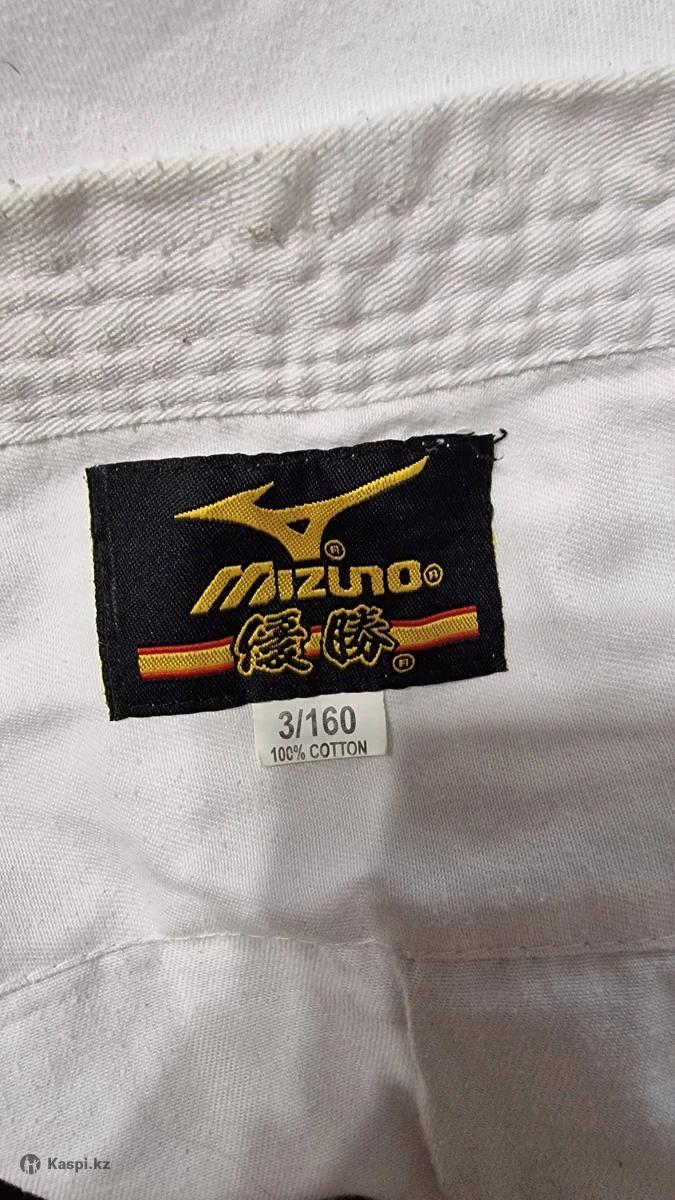 mizuno
優勝
3/160
100% COTTON
Kaspi.kz